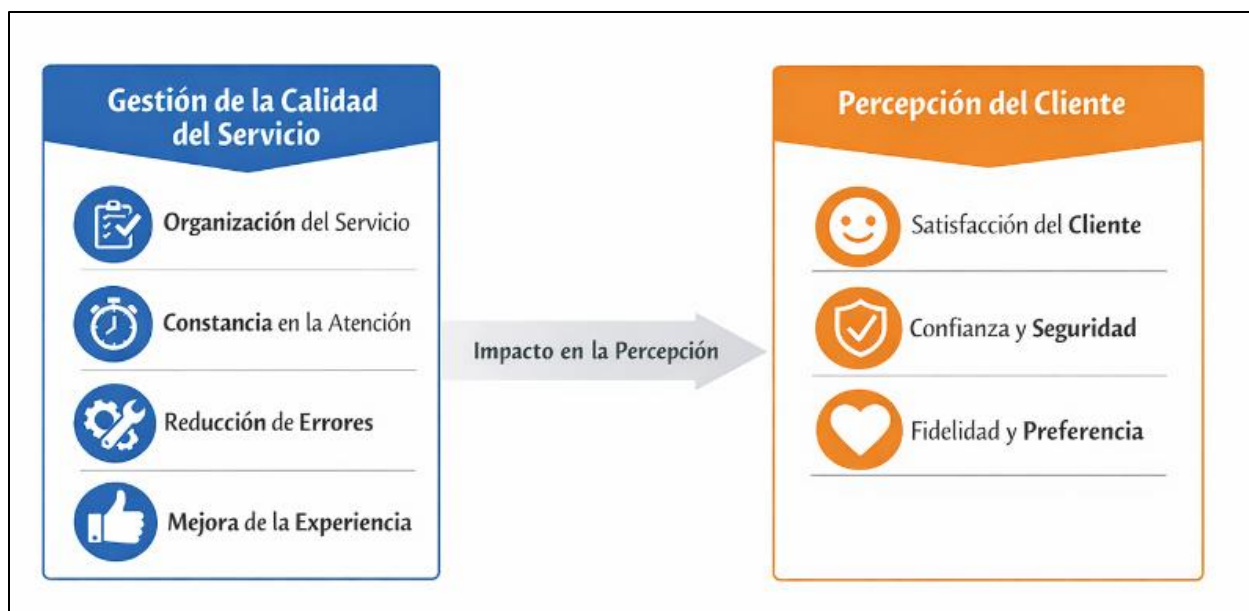 Gestión de la Calidad
del Servicio
Organización del Servicio
Constancia en la Atención
Reducción de Errores
Mejora de la Experiencia
Impacto en la Percepción
Percepción del Cliente
Satisfacción del Cliente
Confianza y Seguridad
Fidelidad y Preferencia